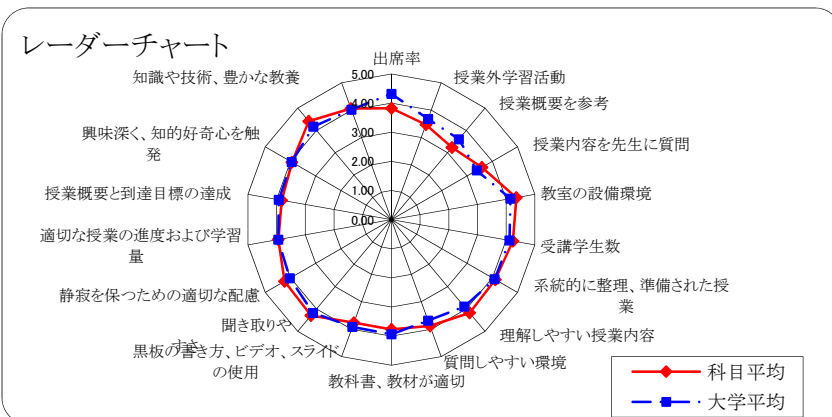 レーダーチャート
出席率
授業外学習活動
授業概要を参考
授業内容を先生に質問
教室の設備環境
受講学生数
系統的に整理、準備された授
業
理解しやすい授業内容
質問しやすい環境
教科書、教材が適切
黒板の書き方、ビデオ、スライド
の使用
聞き取りや
すさ
静寂を保つための適切な配慮
適切な授業の進度および学習
量
授業概要と到達目標の達成
興味深く、知的好奇心を触
発
知識や技術、豊かな教養
5.00
4.00
3.00
2.00
1.00
0.00
科目平均
大学平均